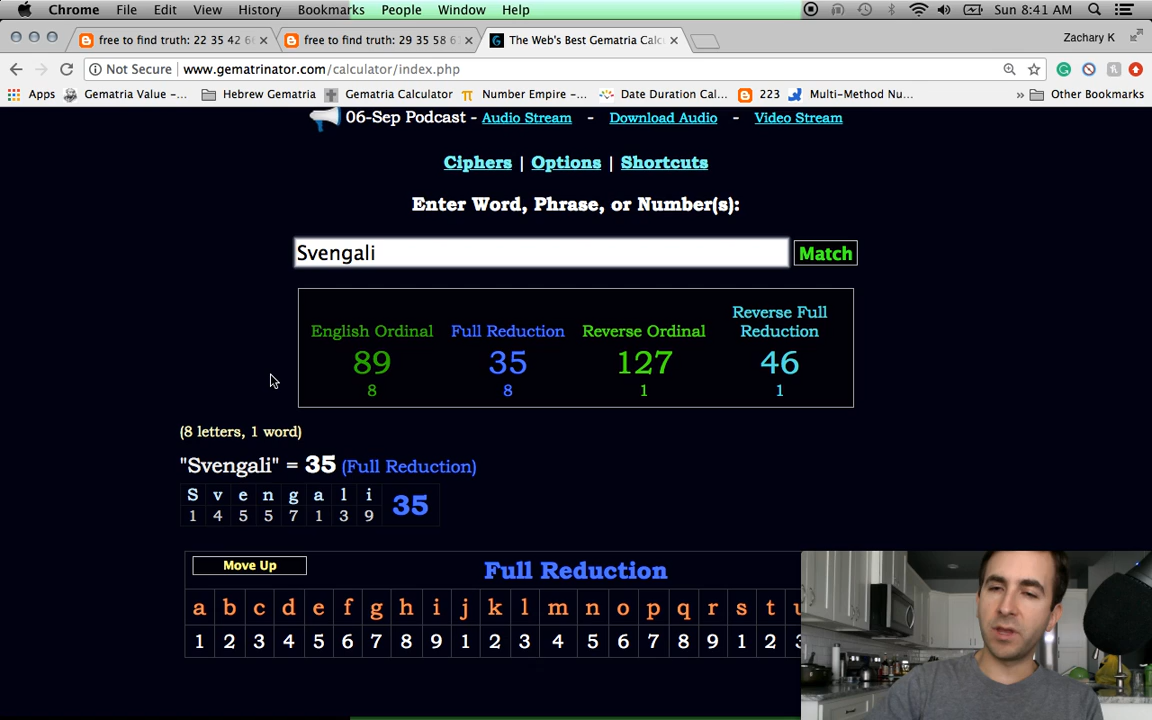 Chrome File Edit View History Bookmarks People Window Help Sun 8:41 AM
free to find truth: 22 35 42 6 free to find truth: 29 35 58 6 The Web's Best Gematria Calc Zachary K
Not Secure www.gematrinator.com/calculator/index.php
Apps Gematria Value -... Hebrew Gematria Gematria Calculator Number Empire -... Date Duration Cal... 223 Multi-Method Nu... » Other Bookmarks
06-Sep Podcast - Audio Stream - Download Audio - Video Stream
Ciphers | Options | Shortcuts
Enter Word, Phrase, or Number(s):
Svengali Match
English Ordinal Full Reduction Reverse Ordinal Reverse Full Reduction
89 35 127 46
8 8 1 1
(8 letters, 1 word)
"Svengali" = 35 (Full Reduction)
S v e n g a l i 35
1 4 5 5 7 1 3 9
Move Up Full Reduction
a b c d e f g h i j k l m n o p q r s t
1 2 3 4 5 6 7 8 9 1 2 3 4 5 6 7 8 9 1 2